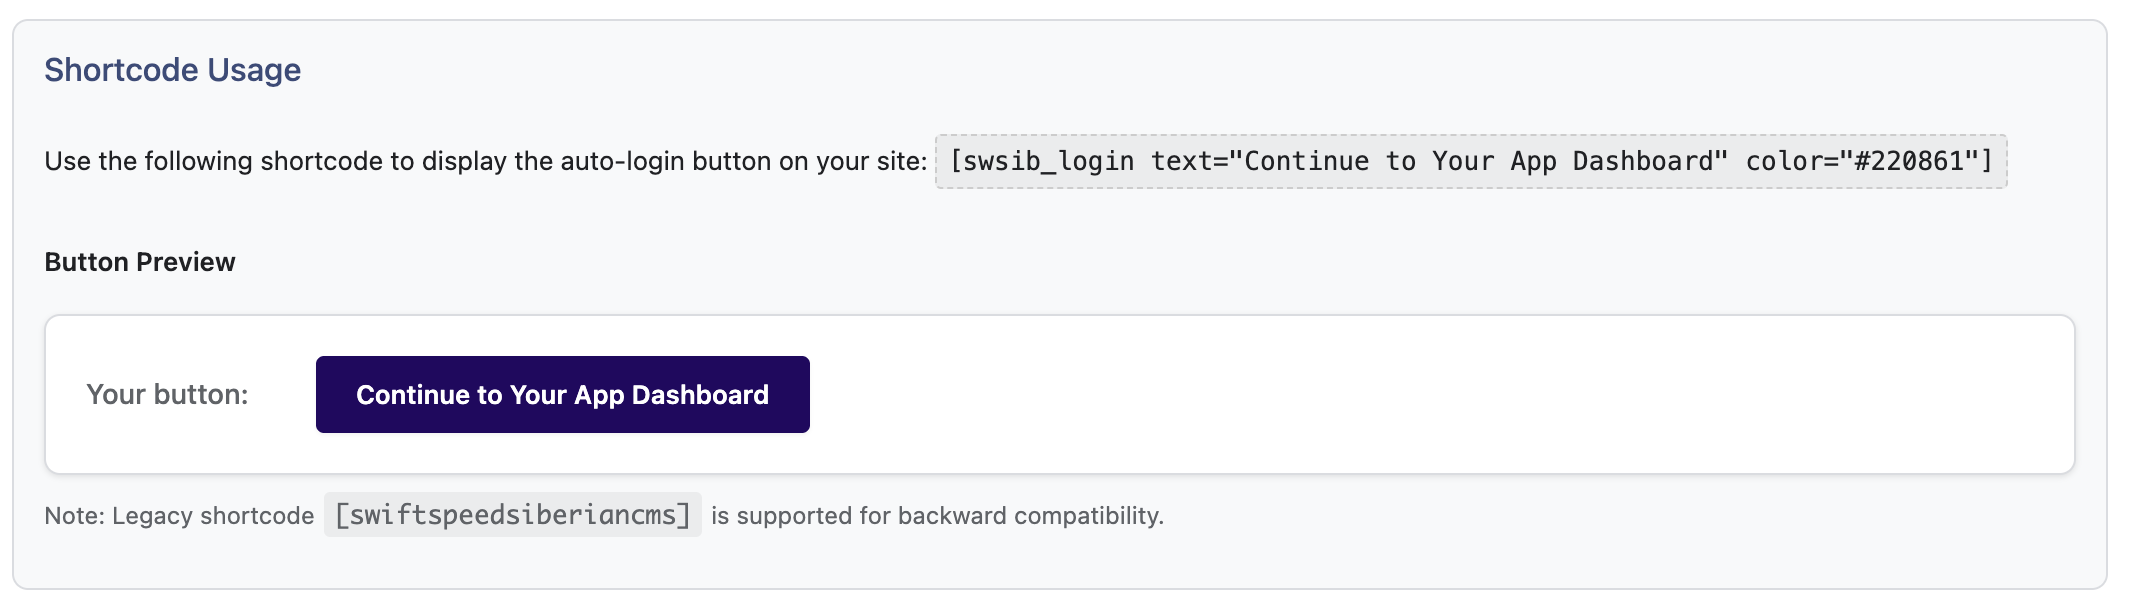 Shortcode Usage
Use the following shortcode to display the auto-login button on your site: [swsib_login text="Continue to Your App Dashboard" color="#220861"]
Button Preview
Your button: Continue to Your App Dashboard
Note: Legacy shortcode [swiftspeedsiberiancms] is supported for backward compatibility.